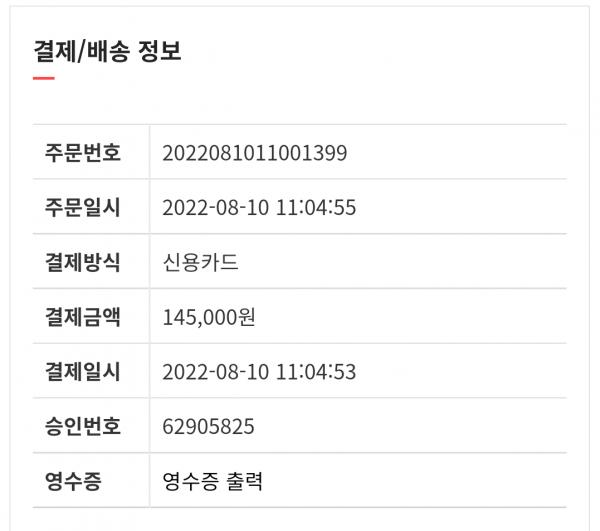 결제/배송 정보
주문번호 2022081011001399
주문일시 2022-08-10 11:04:55
결제방식 신용카드
결제금액 145,000원
결제일시 2022-08-10 11:04:53
승인번호 62905825
영수증 영수증 출력